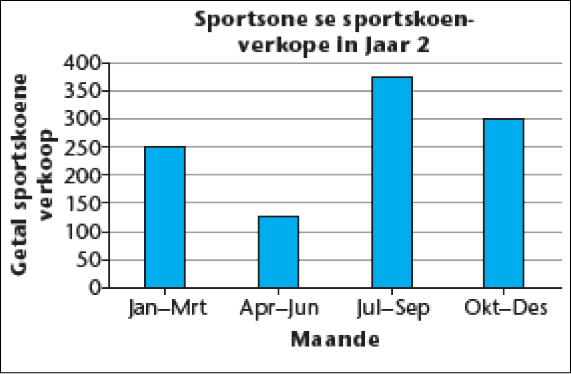 Sportsone se sportskoen-
verkope in Jaar 2
Getal sportskoene
verkoop
400
350
300
250
200
150
100
50
0
Jan–Mrt Apr–Jun Jul–Sep Okt–Des
Maande